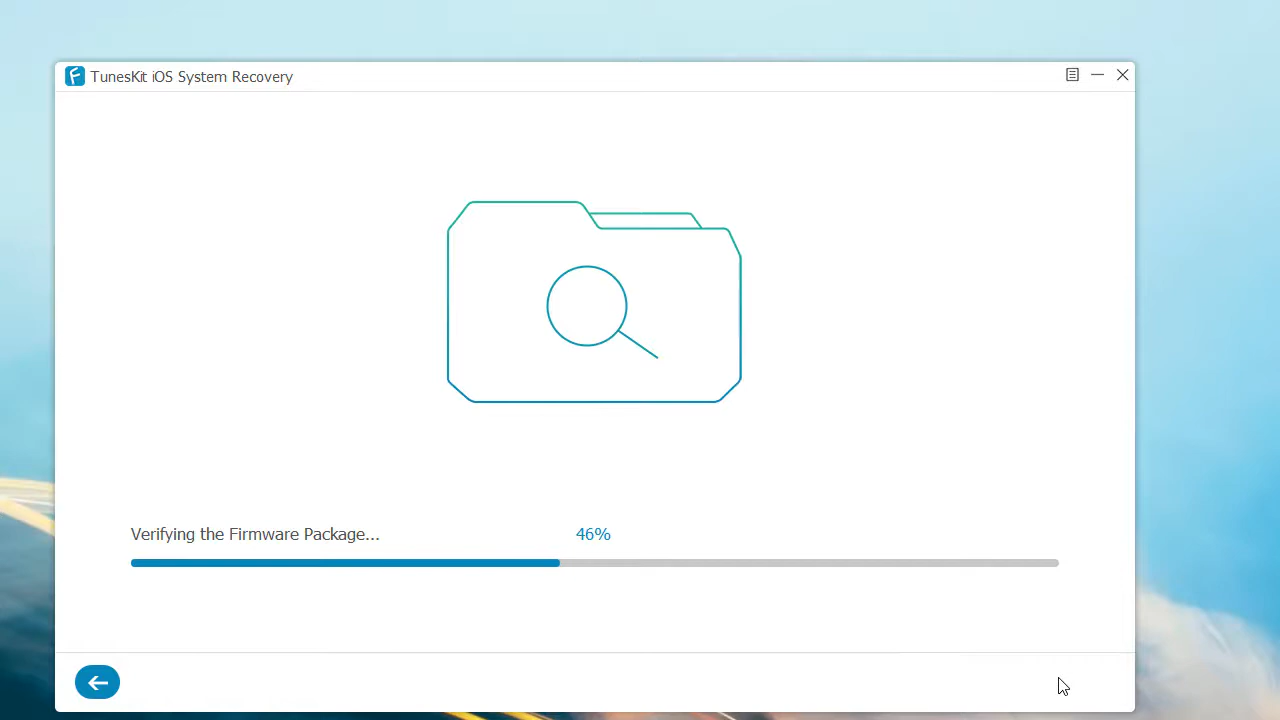 TunesKit iOS System Recovery
Verifying the Firmware Package... 46%